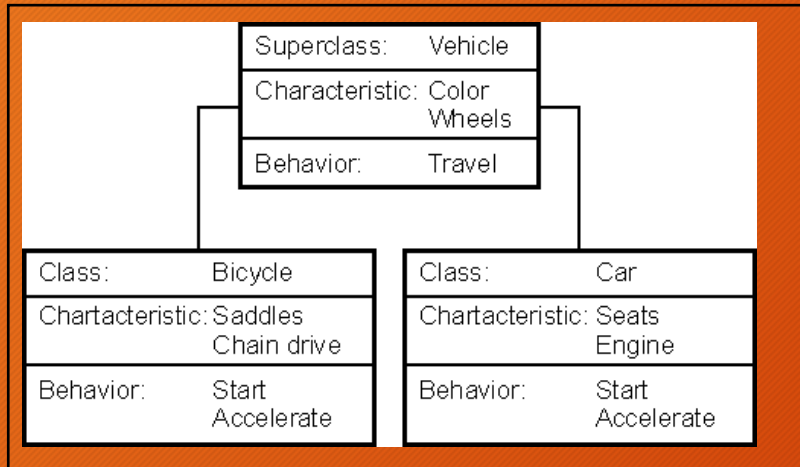 Superclass: Vehicle
Characteristic: Color
Wheels
Behavior: Travel
Class: Bicycle
Chartacteristic: Saddles
Chain drive
Behavior: Start
Accelerate
Class: Car
Chartacteristic: Seats
Engine
Behavior: Start
Accelerate